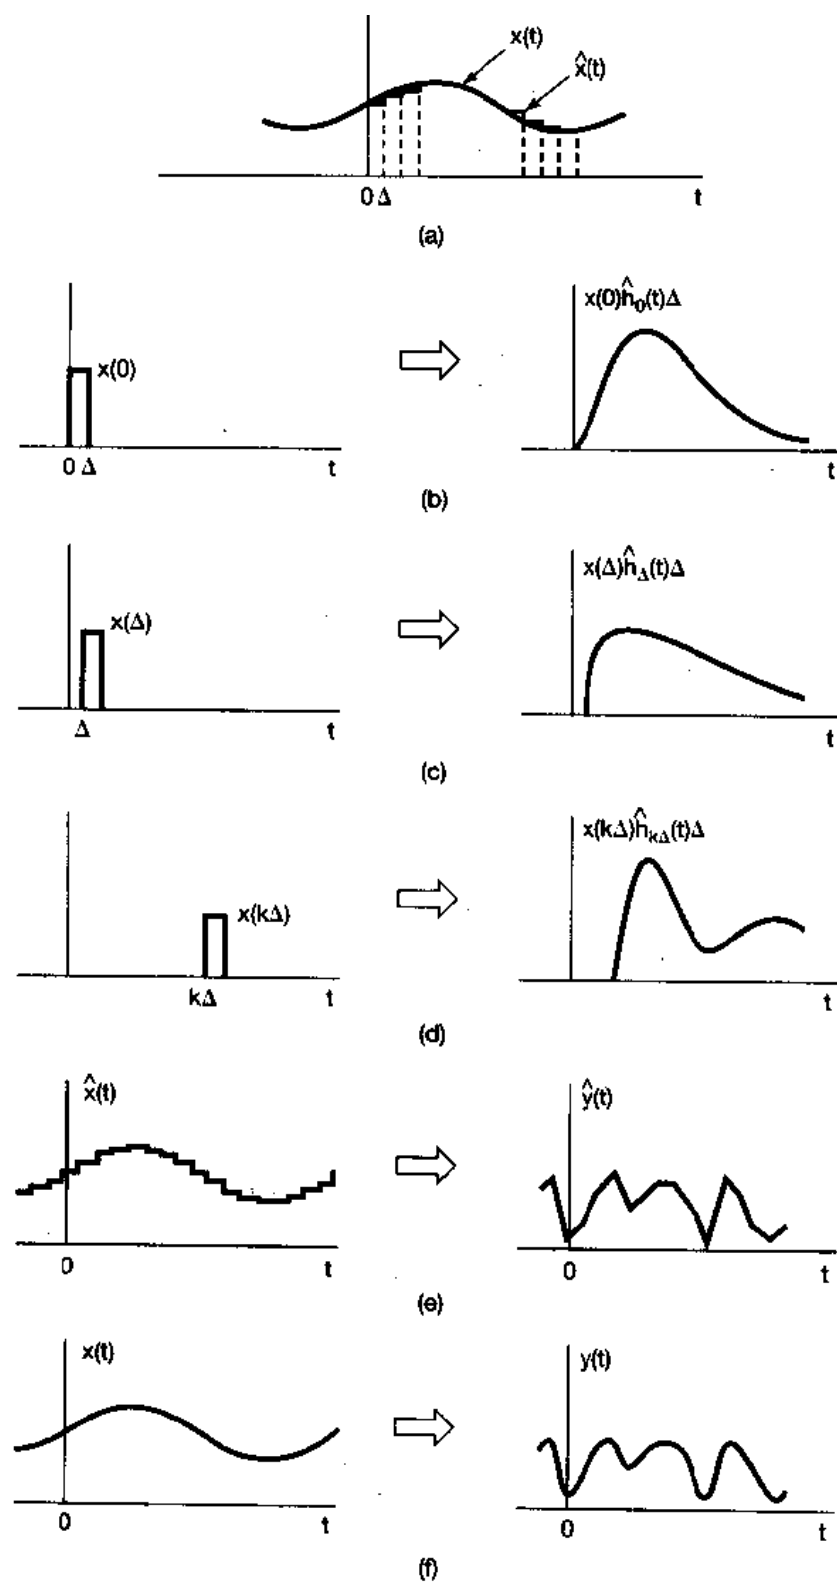 x(t)
x̂(t)
0 Δ t
(a)
x(0)
0 Δ t
x(0)ĥ₀(t)Δ
t
(b)
x(Δ)
Δ t
x(Δ)ĥ_Δ(t)Δ
t
(c)
x(kΔ)
kΔ t
x(kΔ)ĥ_kΔ(t)Δ
t
(d)
x̂(t)
0 t
ŷ(t)
0 t
(e)
x(t)
0 t
y(t)
0 t
(f)